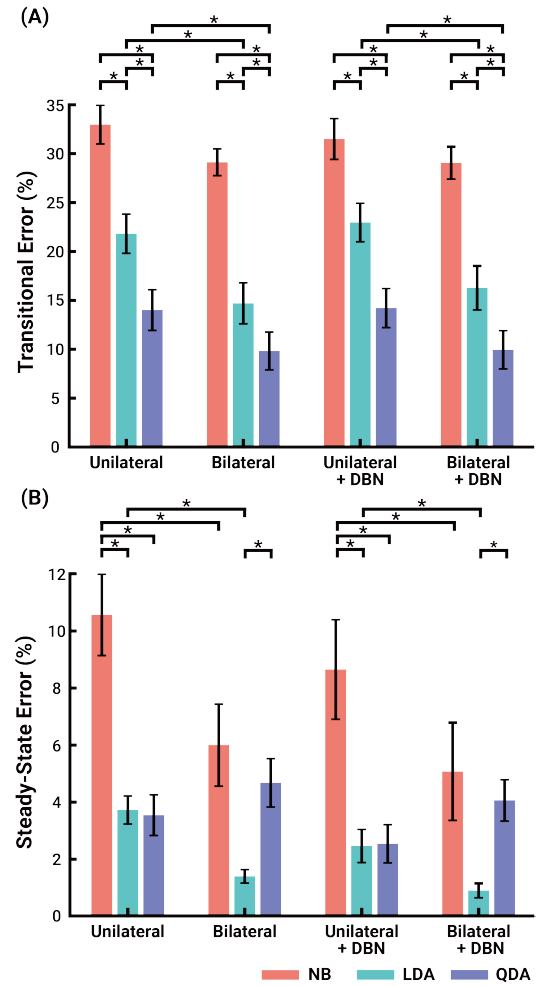 (A)
* 
*
* * * *
* * * *
* * * *
Transitional Error (%)
35
30
25
20
15
10
5
0
Unilateral Bilateral Unilateral + DBN Bilateral + DBN
(B)
* *
* *
* *
* * * *
Steady-State Error (%)
12
10
8
6
4
2
0
Unilateral Bilateral Unilateral + DBN Bilateral + DBN
NB LDA QDA